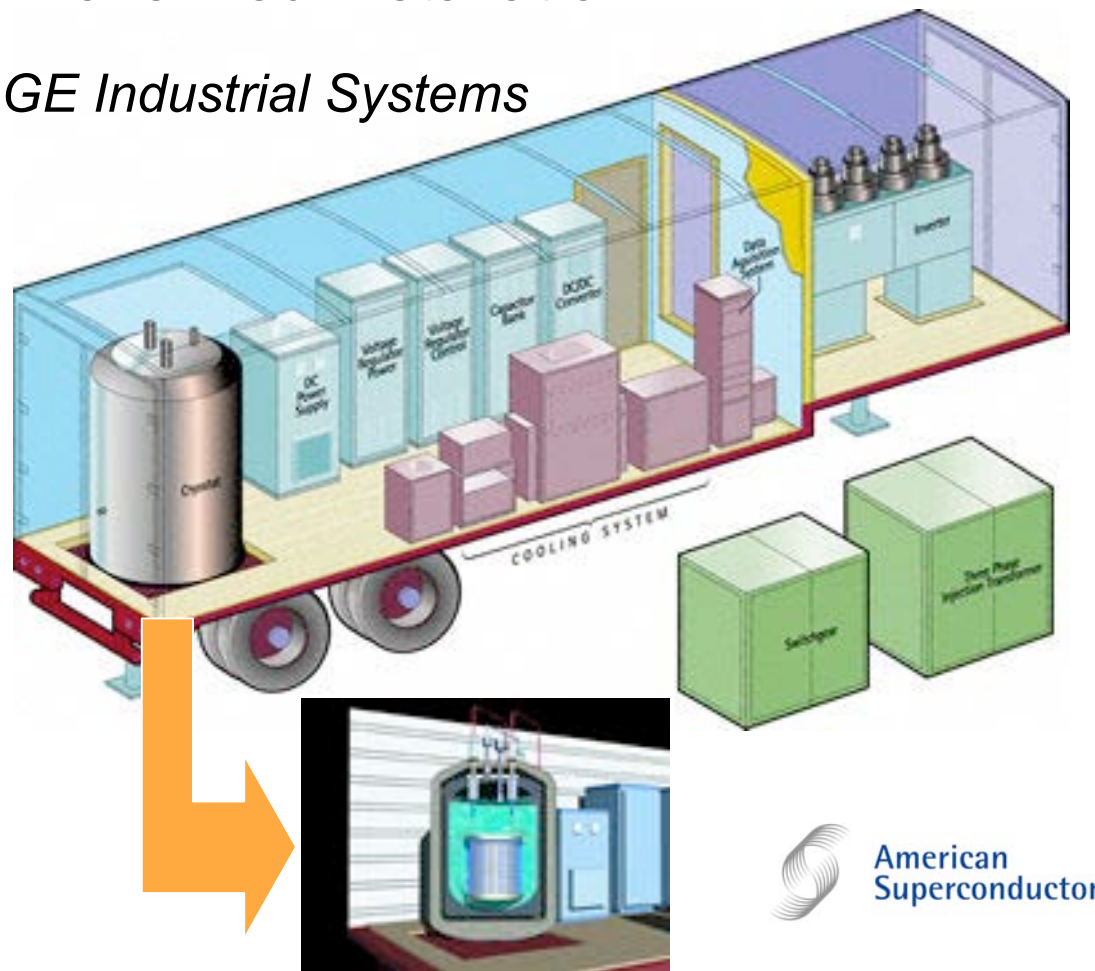 GE Industrial Systems
Inverter
Data
Aquisition
System
DC/DC
Converter
Capacitor
Bank
Voltage
Regulator
Control
Voltage
Regulator
Power
DC
Power
Supply
Cryostat
COOLING SYSTEM
Three Phase
Injection Transformer
Switchgear
American
Superconductor